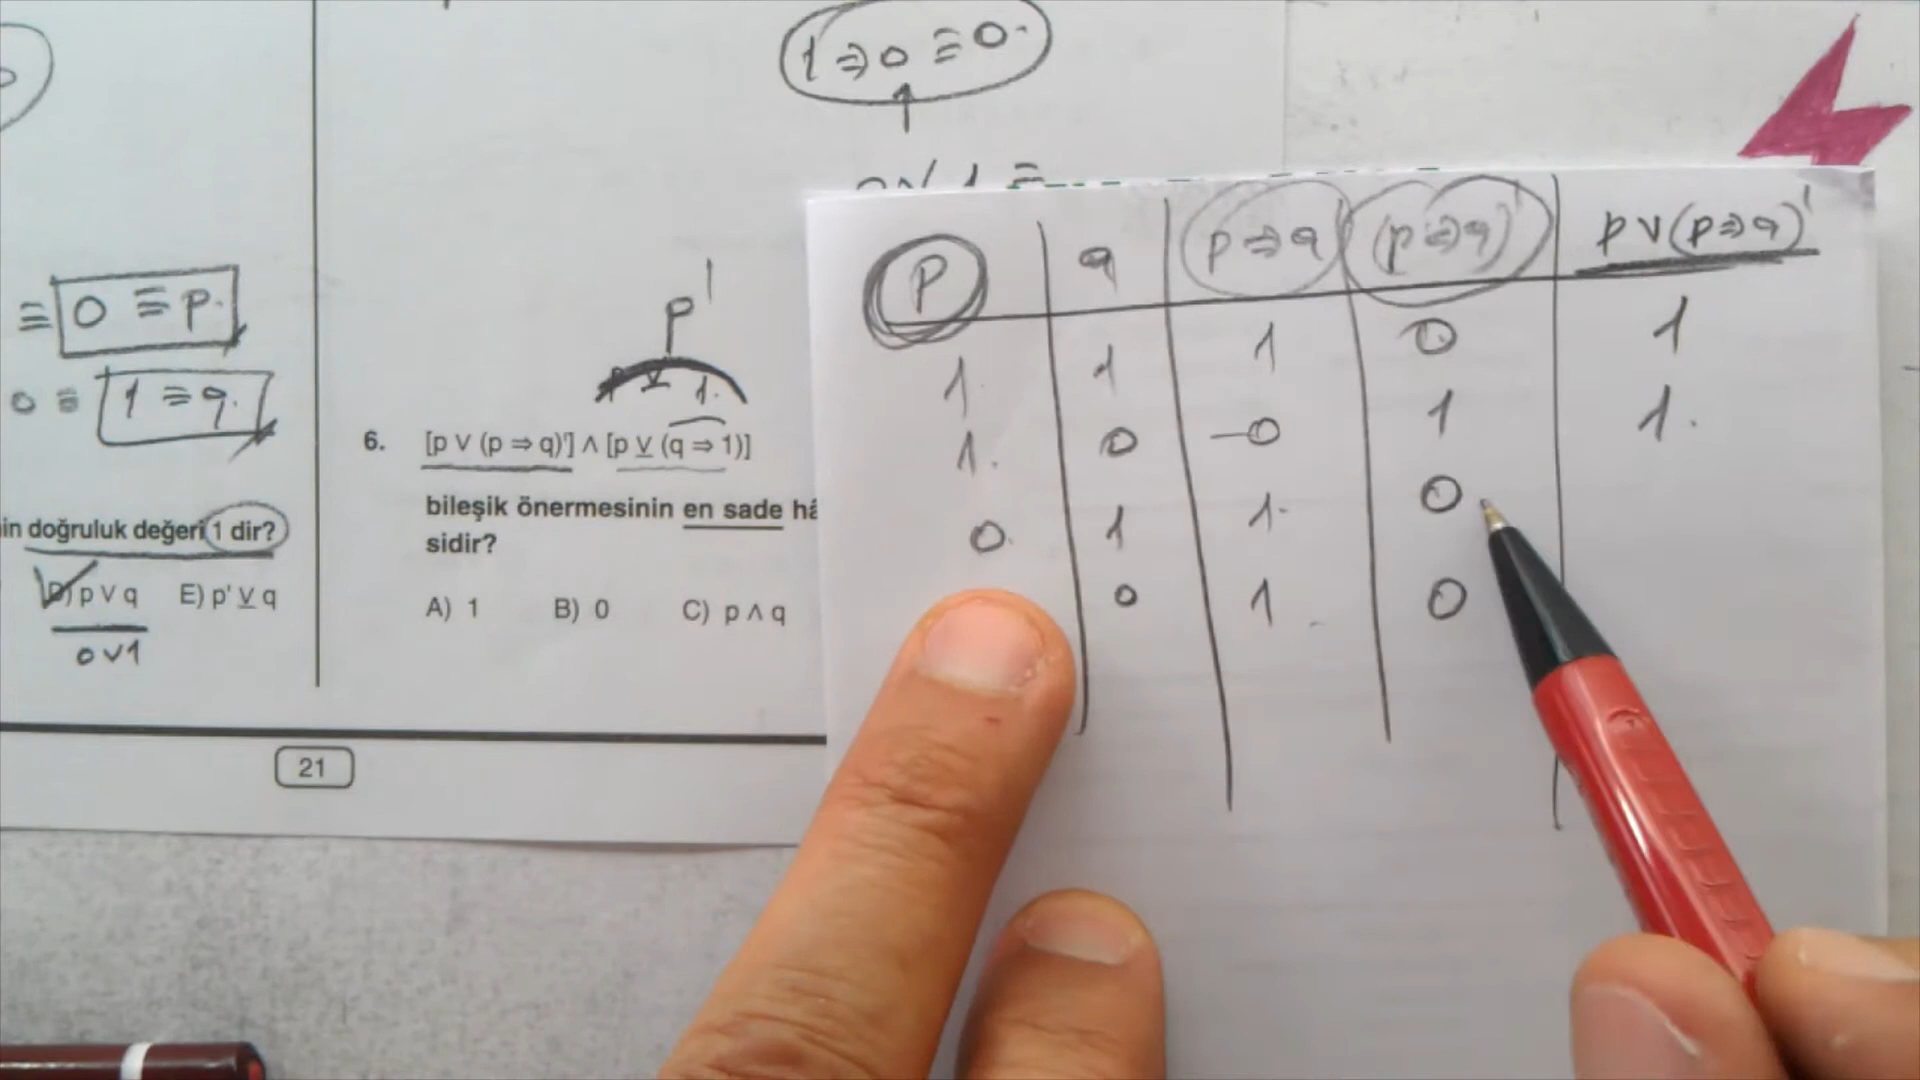 1 ⇒ 0 ≡ 0.
≡ 0 ≡ p.
0 ≡ 1 ≡ q.
in doğruluk değeri 1 dir?
D) p ∨ q E) p' ⊻ q
0 ∨ 1
p'
p ⊻ 1.
6. [p ∨ (p ⇒ q)'] ∧ [p ⊻ (q ⇒ 1)]
bileşik önermesinin en sade hâ
sidir?
A) 1 B) 0 C) p ∧ q
21
p q p ⇒ q (p ⇒ q)' p ∨ (p ⇒ q)'
1. 1 1 0 1
1. 0 0 1 1.
0. 1 1. 0
0 1. 0